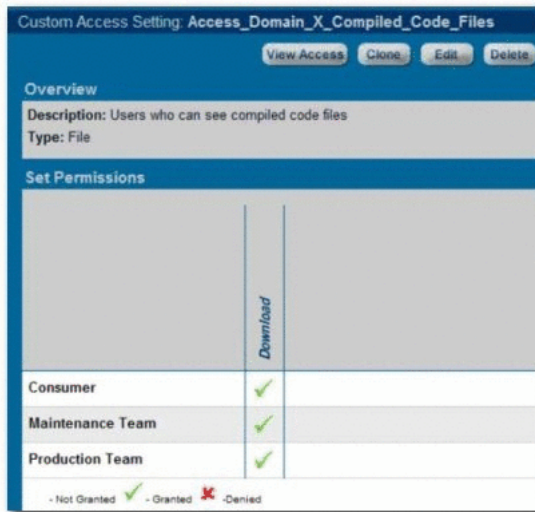 Custom Access Setting: Access_Domain_X_Compiled_Code_Files
View Access Clone Edit Delete
Overview
Description: Users who can see compiled code files
Type: File
Set Permissions
Download
Consumer
Maintenance Team
Production Team
- Not Granted - Granted -Denied